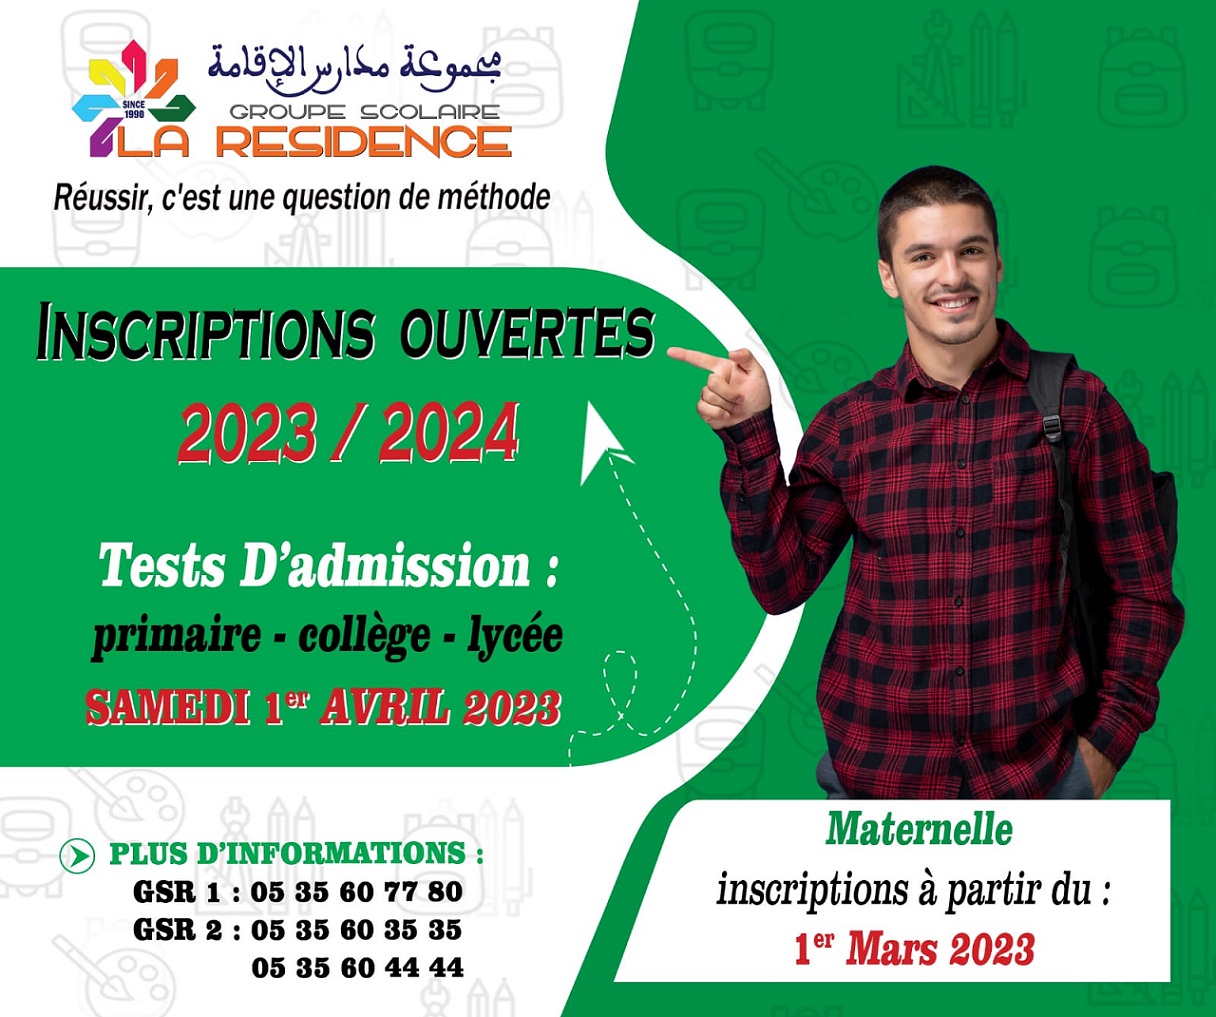 مجموعة مدارس الإقامة
GROUPE SCOLAIRE
SINCE
1990
LA RESIDENCE
Réussir, c'est une question de méthode
INSCRIPTIONS OUVERTES
2023 / 2024
Tests D'admission :
primaire - collège - lycée
SAMEDI 1er AVRIL 2023
PLUS D'INFORMATIONS :
GSR 1 : 05 35 60 77 80
GSR 2 : 05 35 60 35 35
05 35 60 44 44
Maternelle
inscriptions à partir du :
1er Mars 2023